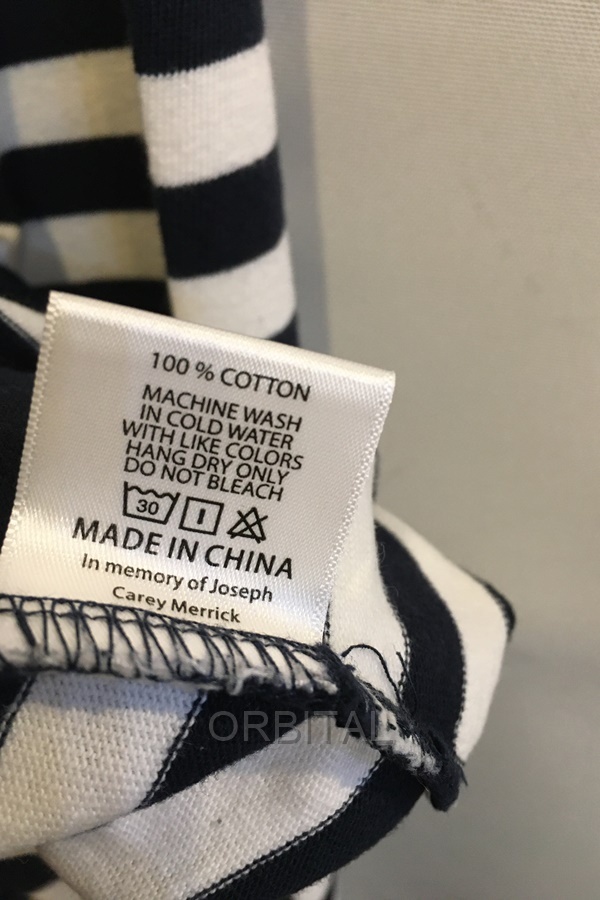 100 % COTTON
MACHINE WASH
IN COLD WATER
WITH LIKE COLORS
HANG DRY ONLY
DO NOT BLEACH
30
MADE IN CHINA
In memory of Joseph
Carey Merrick
ORBITAL